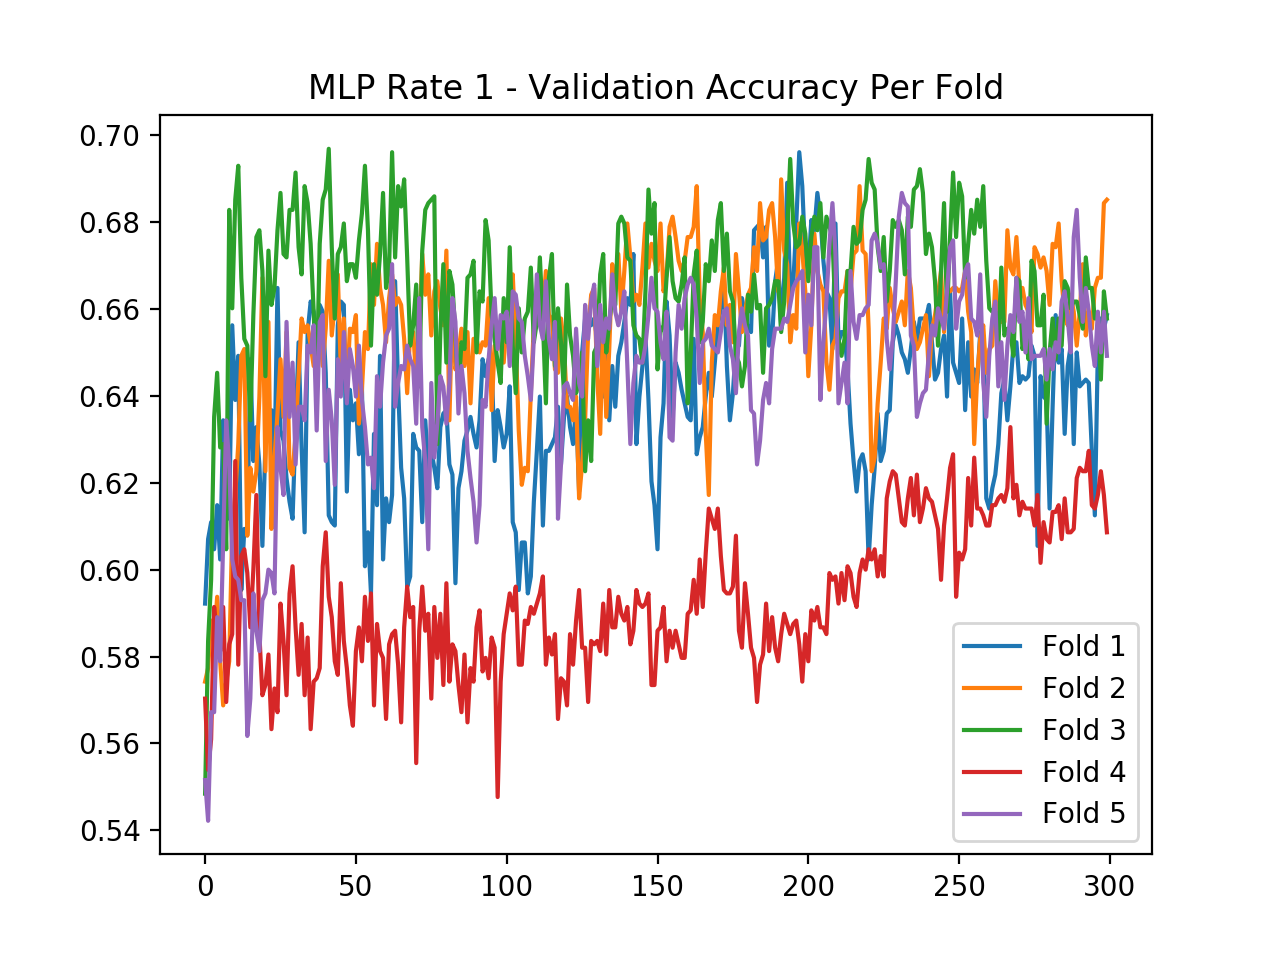 MLP Rate 1 - Validation Accuracy Per Fold
0.70
0.68
0.66
0.64
0.62
0.60
0.58
0.56
0.54
Fold 1
Fold 2
Fold 3
Fold 4
Fold 5
0 50 100 150 200 250 300